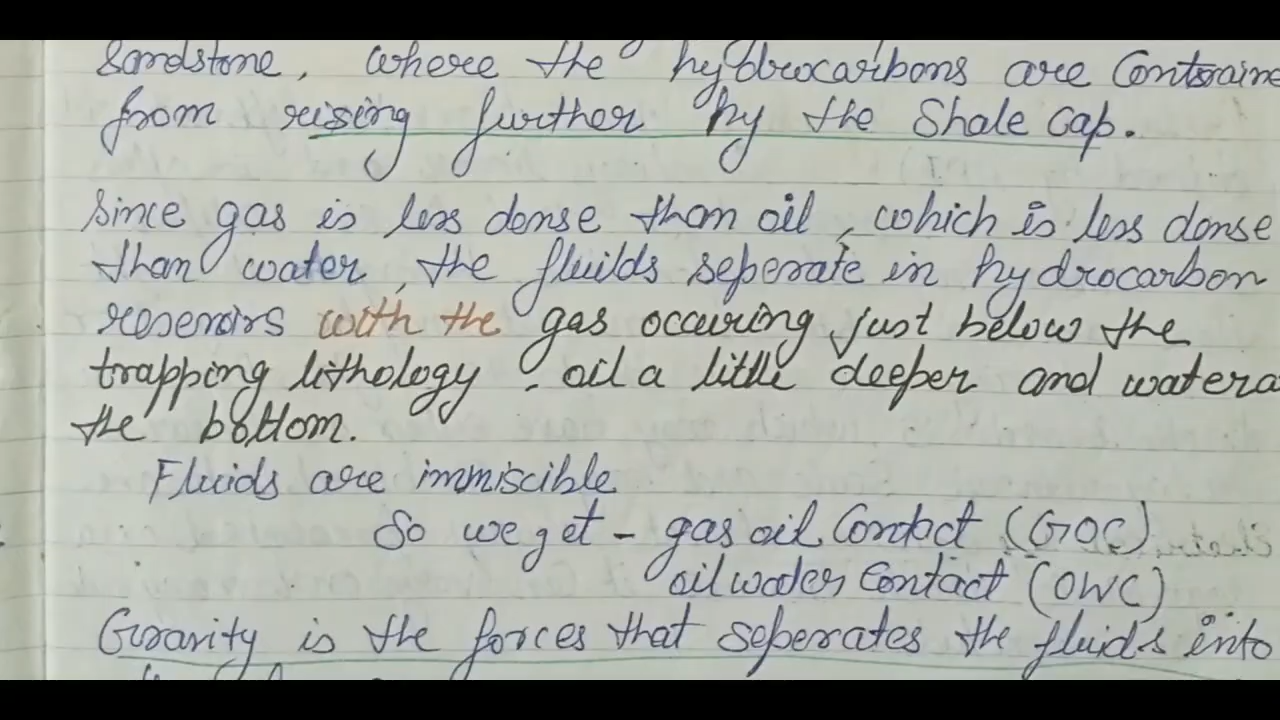 Sandstone, where the hydrocarbons are Contraine
from reising further by the Shale Cap.
Since gas is less dense than oil, which is less dense
than water, the fluilds seperate in hydrocarbon
reservoirs with the gas occuring just below the
trapping lithology, oil a little deeper and water a
the bottom.
Fluids are immiscible
So we get - gas oil Contact (GOC)
oil water Contact (OWC)
Gravity is the forces that seperates the fluids into